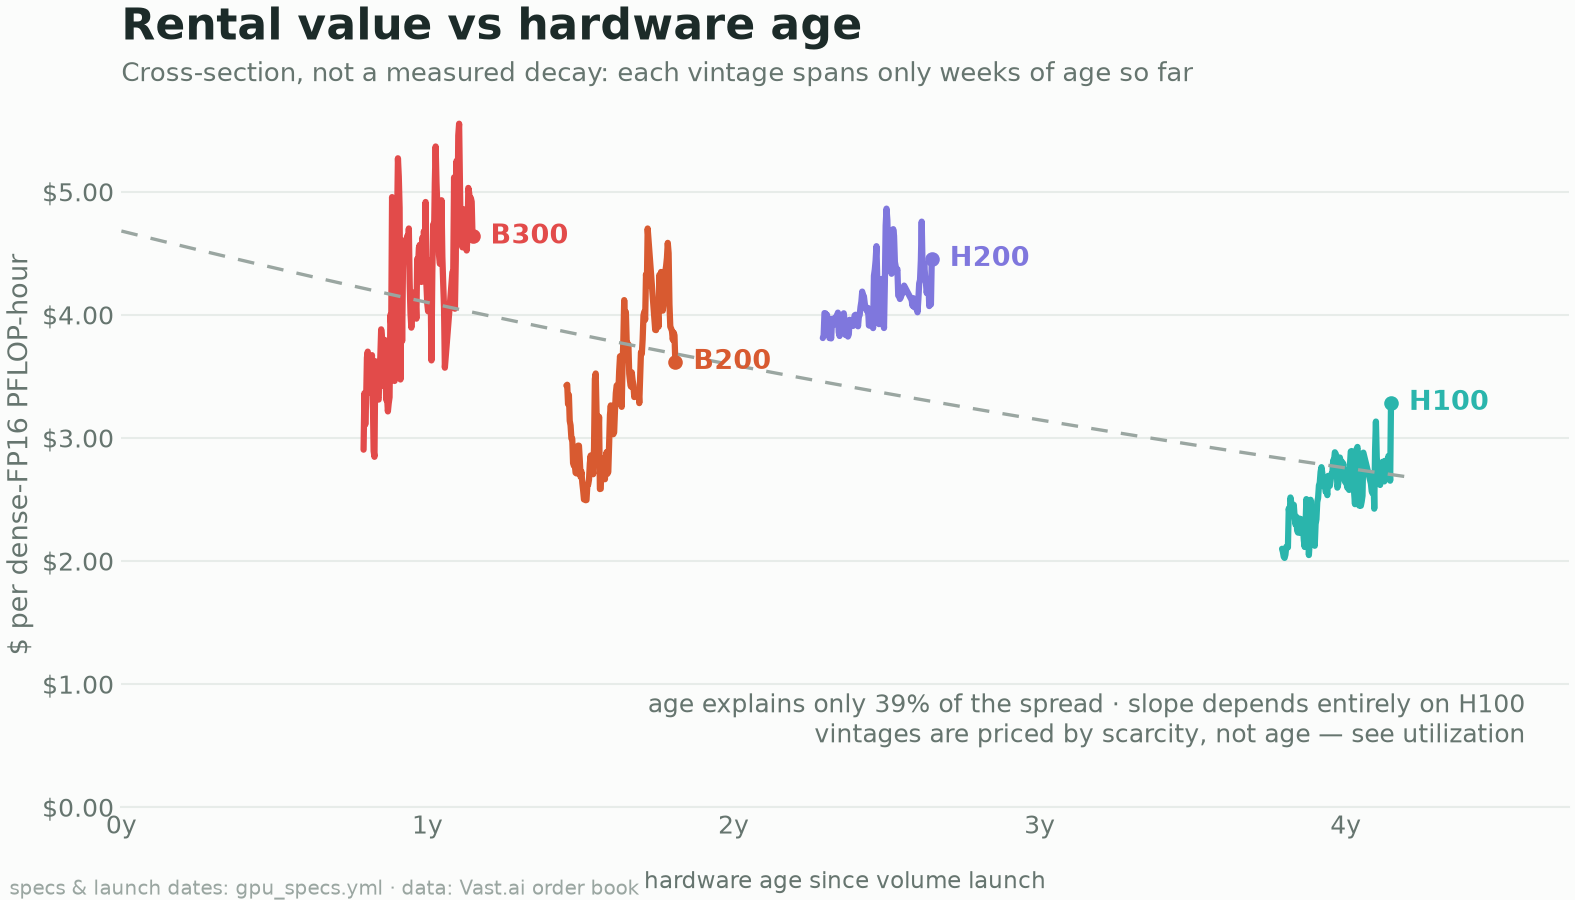 Rental value vs hardware age
Cross-section, not a measured decay: each vintage spans only weeks of age so far
$ per dense-FP16 PFLOP-hour
$5.00
$4.00
$3.00
$2.00
$1.00
$0.00
B300
B200
H200
H100
age explains only 39% of the spread · slope depends entirely on H100
vintages are priced by scarcity, not age — see utilization
0y
1y
2y
3y
4y
hardware age since volume launch
specs & launch dates: gpu_specs.yml · data: Vast.ai order book